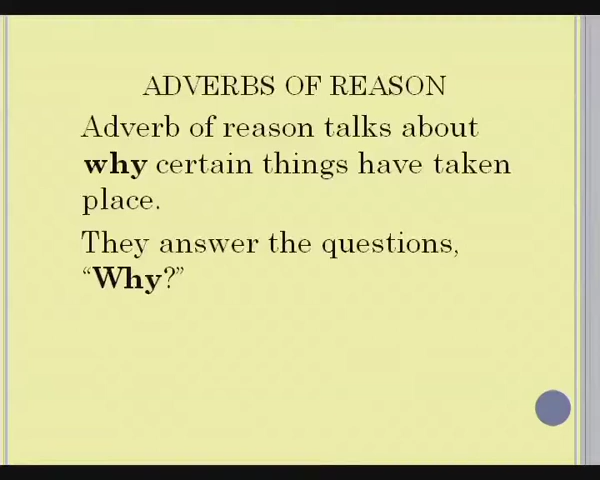 ADVERBS OF REASON
Adverb of reason talks about
why certain things have taken
place.
They answer the questions,
“Why?”